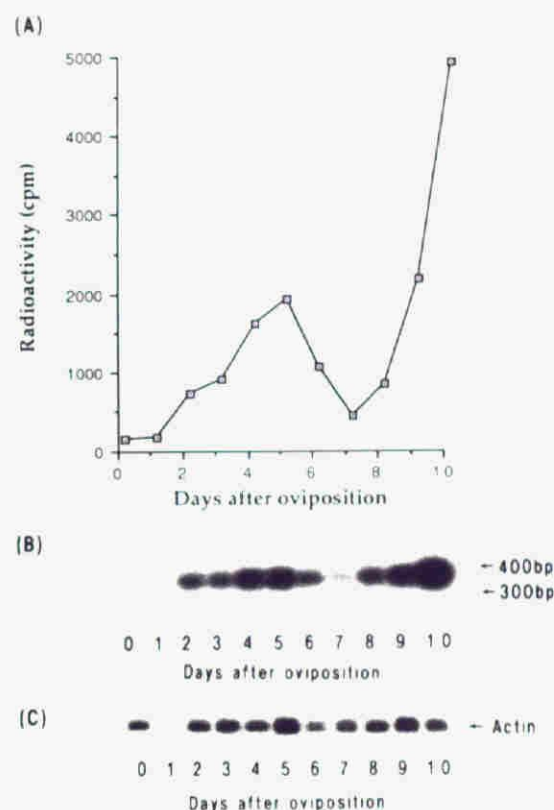 (A)
5000
4000
3000
2000
1000
0
Radioactivity (cpm)
0 2 4 6 8 10
Days after oviposition
(B)
←400bp
←300bp
0 1 2 3 4 5 6 7 8 9 10
Days after oviposition
(C)
← Actin
0 1 2 3 4 5 6 7 8 9 10
Days after oviposition